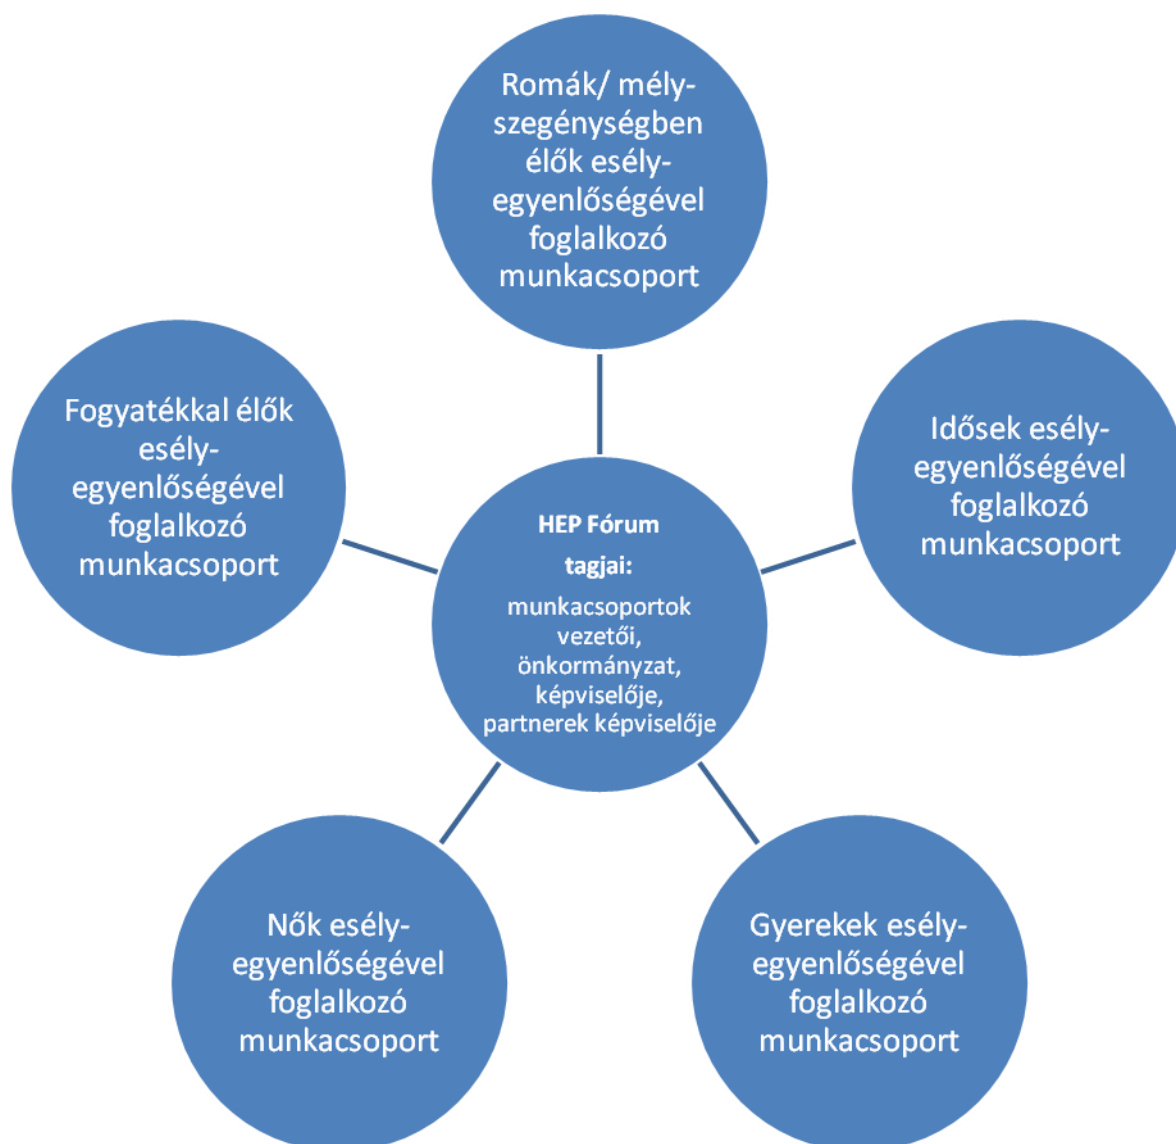 Romák/ mély-
szegénységben
élők esély-
egyenlőségével
foglalkozó
munkacsoport
Fogyatékkal élők
esély-
egyenlőségével
foglalkozó
munkacsoport
Idősek esély-
egyenlőségével
foglalkozó
munkacsoport
HEP Fórum
tagjai:
munkacsoportok
vezetői,
önkormányzat,
képviselője,
partnerek képviselője
Nők esély-
egyenlőségével
foglalkozó
munkacsoport
Gyerekek esély-
egyenlőségével
foglalkozó
munkacsoport